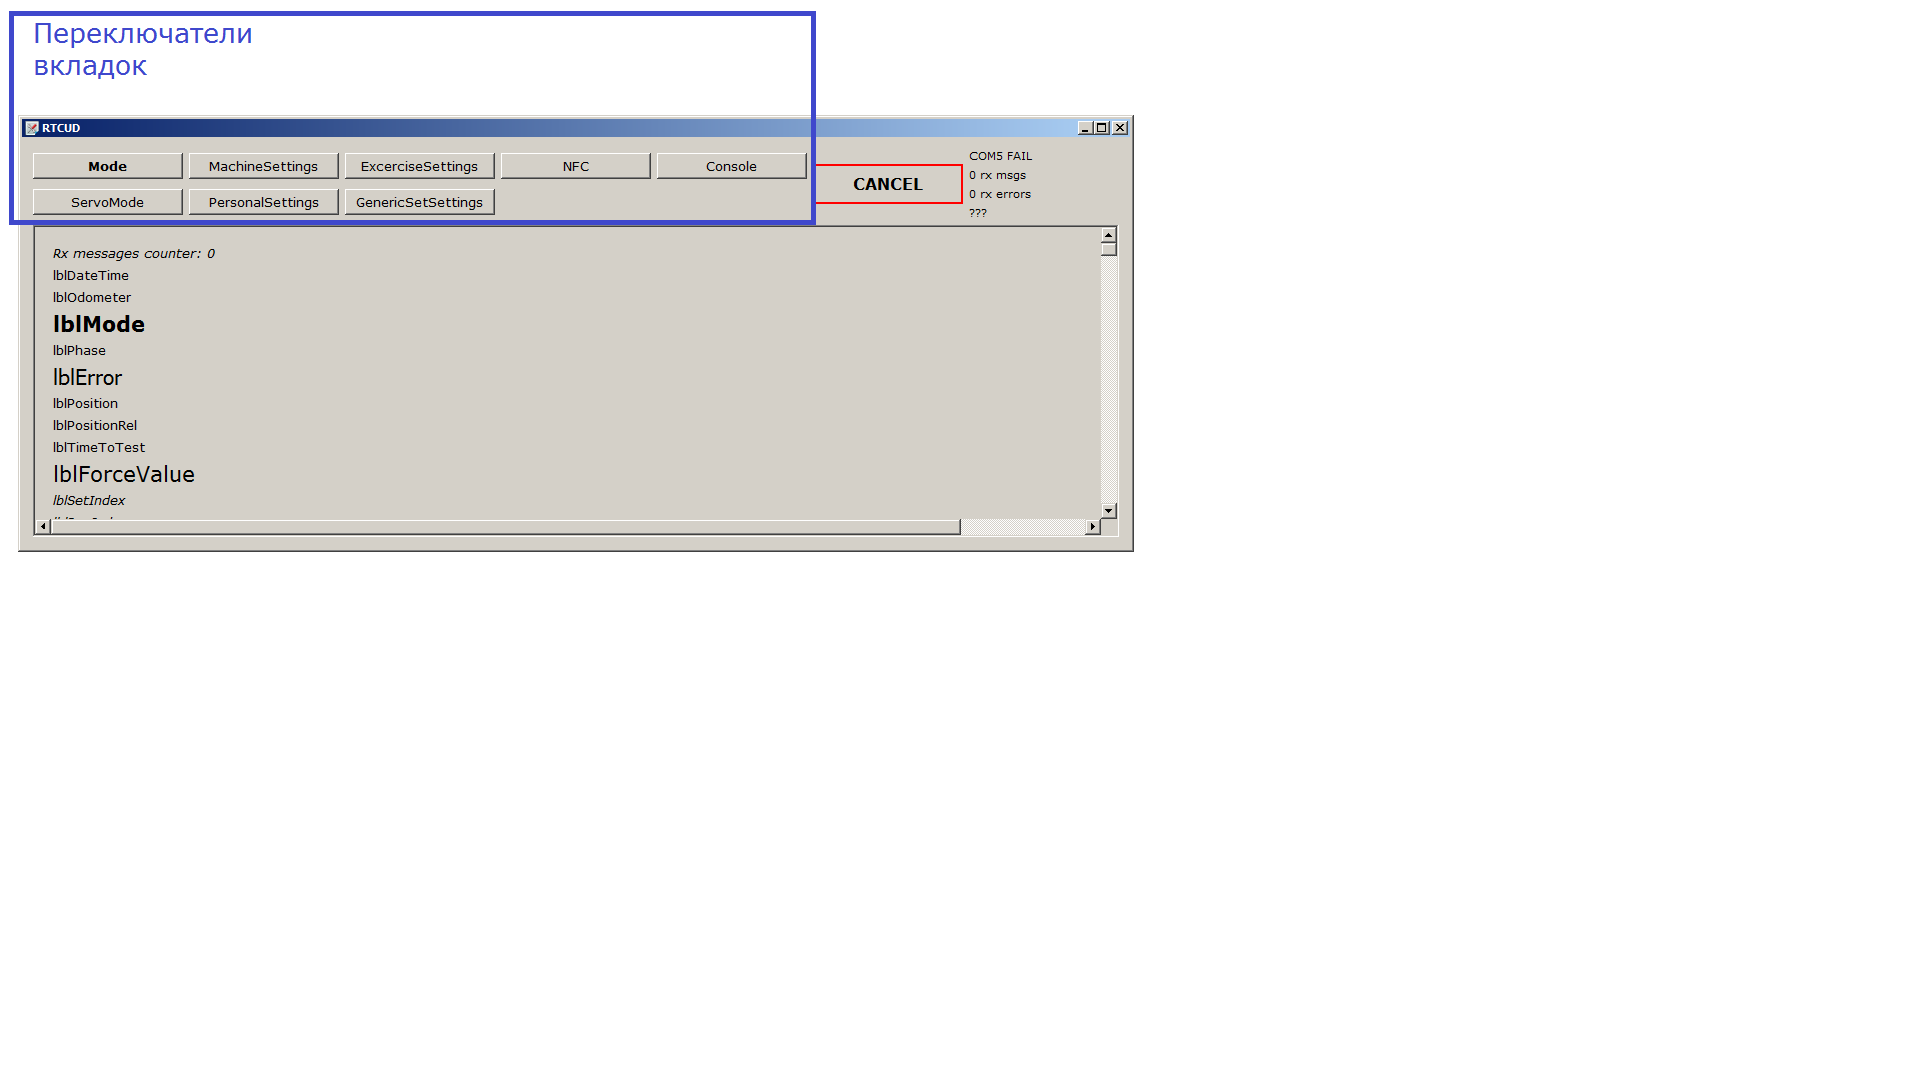 Переключатели
вкладок
RTCUD
Mode MachineSettings ExcerciseSettings NFC Console
ServoMode PersonalSettings GenericSetSettings
CANCEL
COM5 FAIL
0 rx msgs
0 rx errors
???
Rx messages counter: 0
lblDateTime
lblOdometer
lblMode
lblPhase
lblError
lblPosition
lblPositionRel
lblTimeToTest
lblForceValue
lblSetIndex